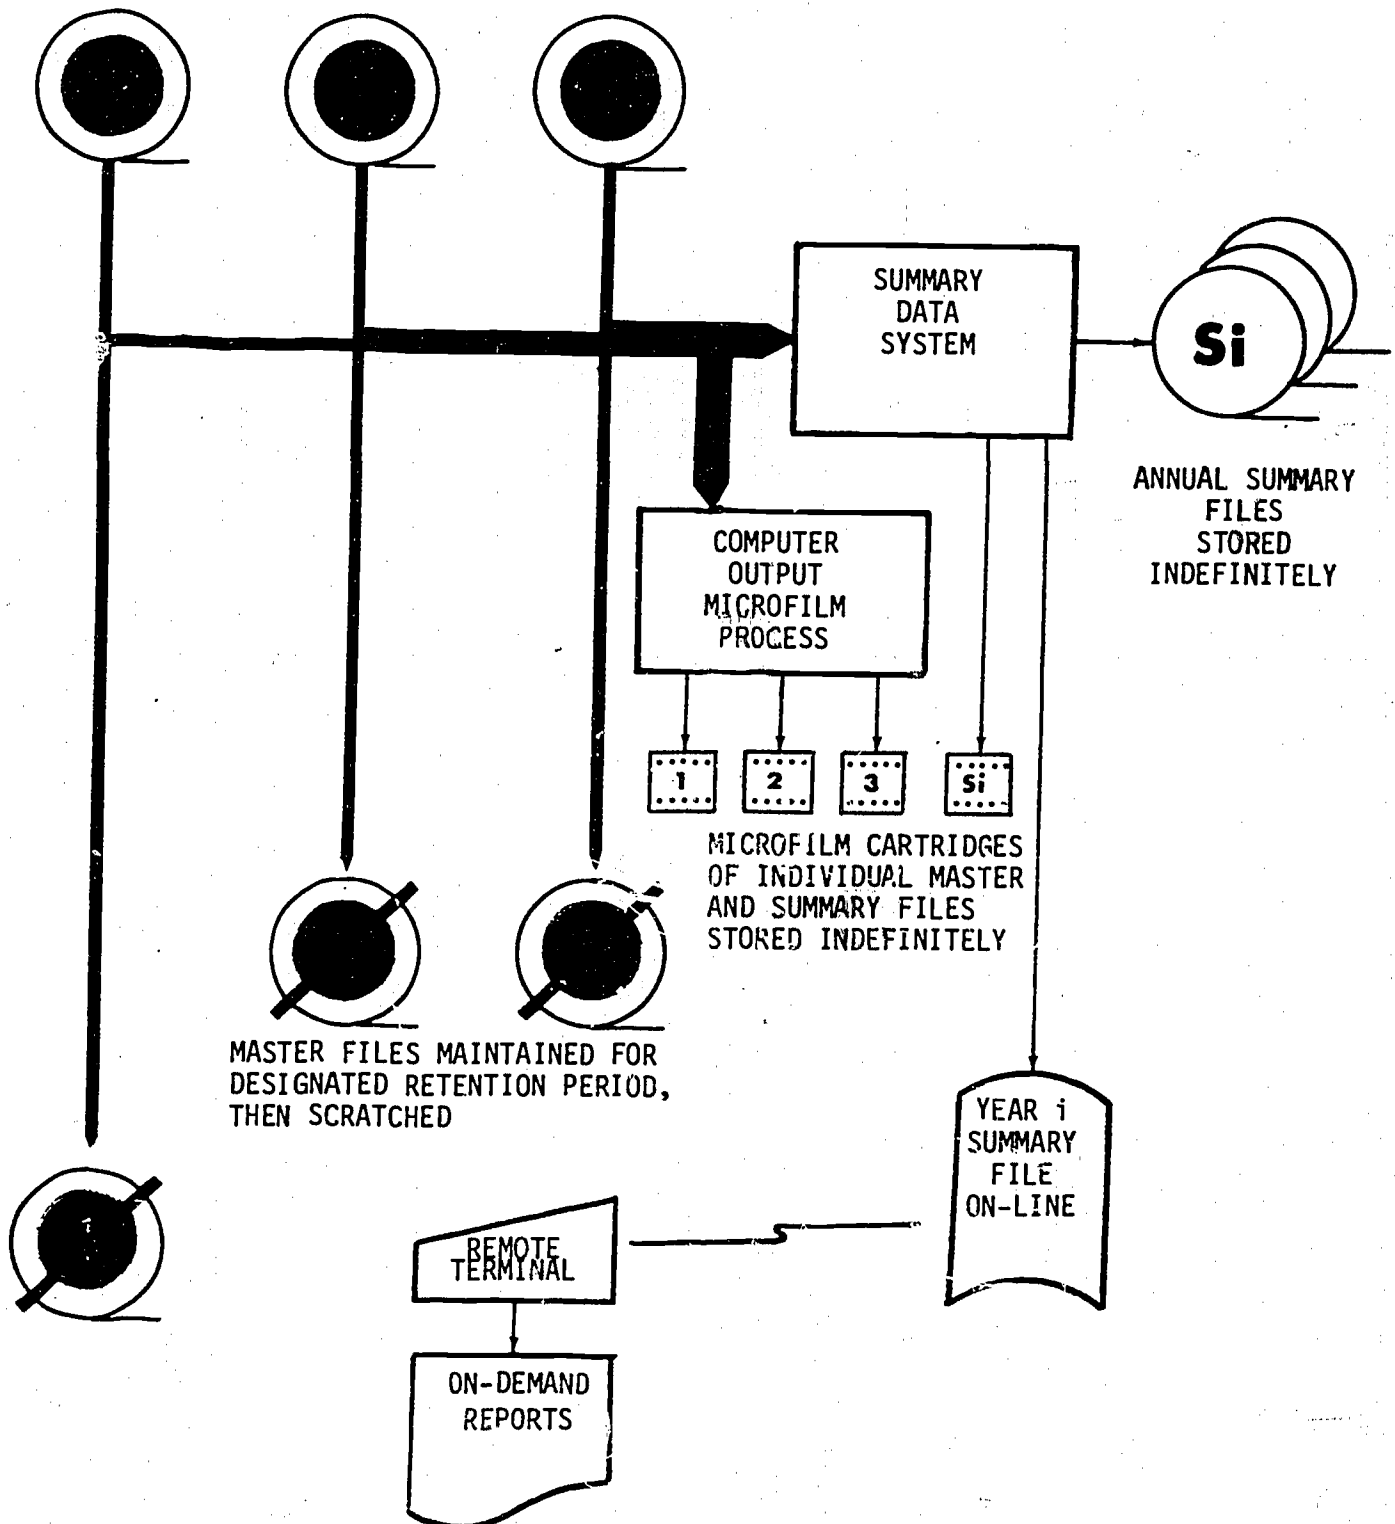 SUMMARY
DATA
SYSTEM
Si
ANNUAL SUMMARY
FILES
STORED
INDEFINITELY
COMPUTER
OUTPUT
MICROFILM
PROCESS
1
2
3
Si
MICROFILM CARTRIDGES
OF INDIVIDUAL MASTER
AND SUMMARY FILES
STORED INDEFINITELY
MASTER FILES MAINTAINED FOR
DESIGNATED RETENTION PERIOD,
THEN SCRATCHED
YEAR i
SUMMARY
FILE
ON-LINE
REMOTE
TERMINAL
ON-DEMAND
REPORTS